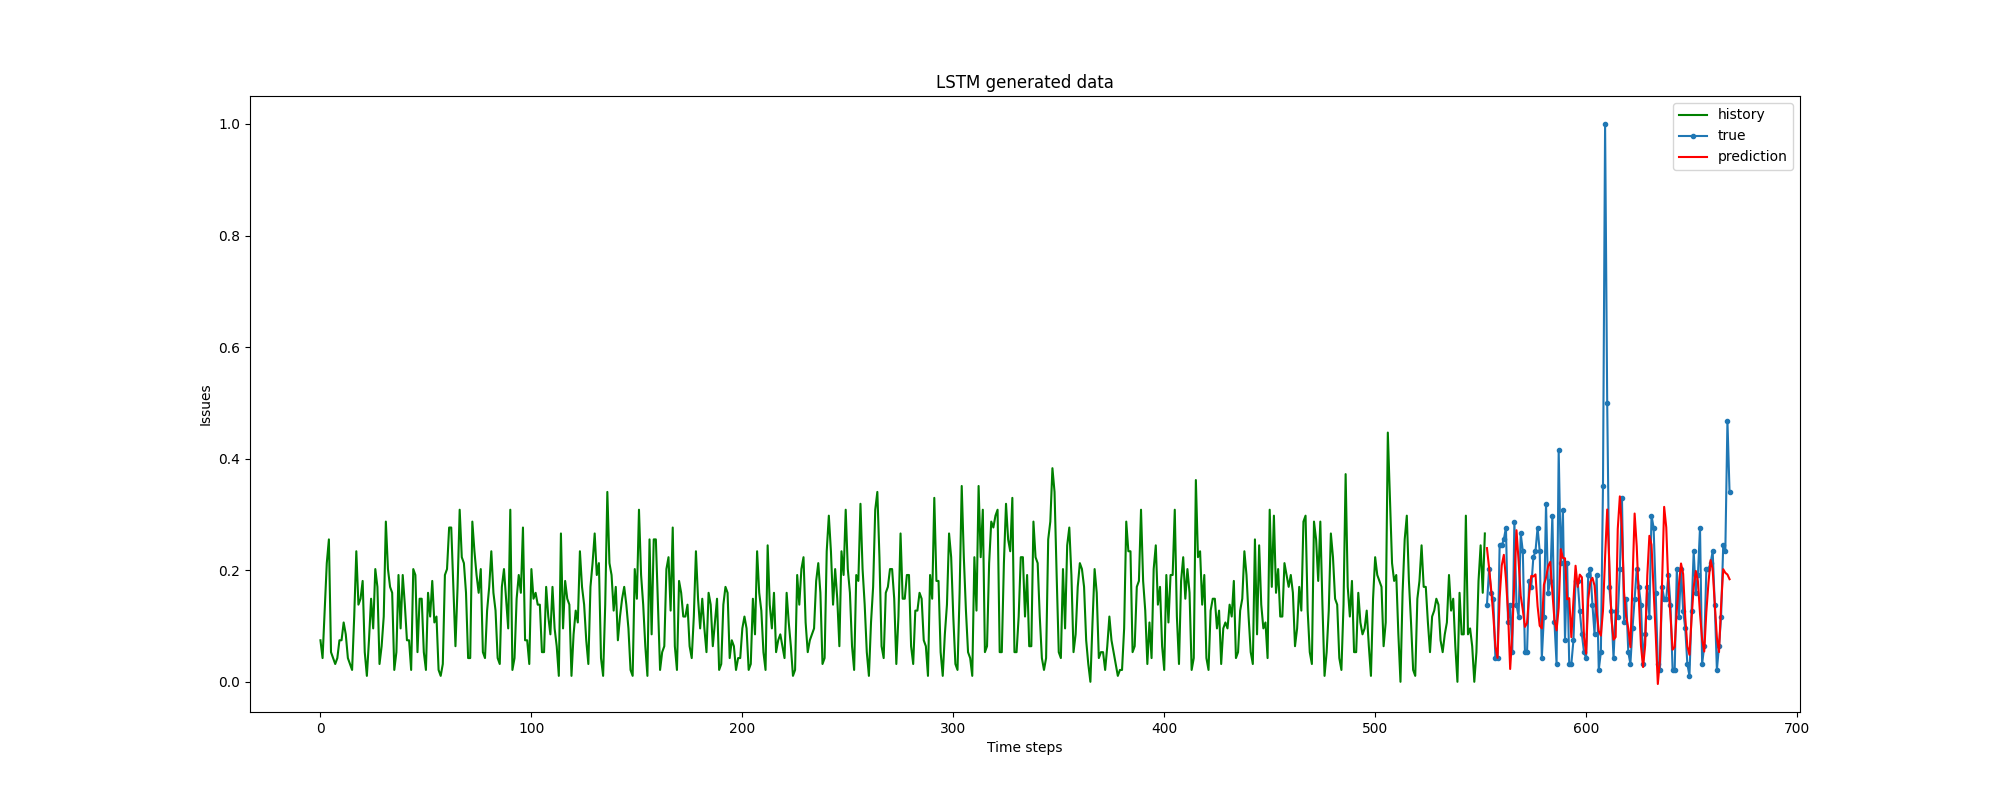 LSTM generated data
history
true
prediction
Issues
1.0
0.8
0.6
0.4
0.2
0.0
0 100 200 300 400 500 600 700
Time steps